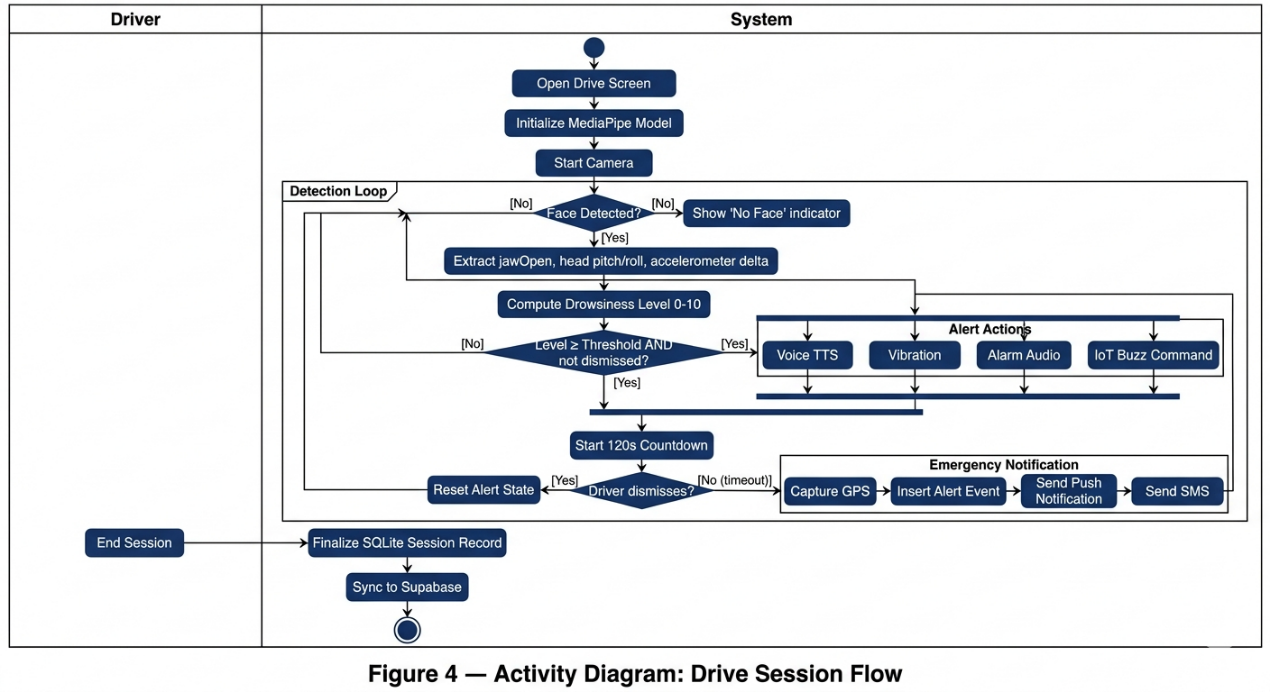 Driver
System
Open Drive Screen
Initialize MediaPipe Model
Start Camera
Detection Loop
[No]
Face Detected?
[No]
Show 'No Face' indicator
[Yes]
Extract jawOpen, head pitch/roll, accelerometer delta
Compute Drowsiness Level 0-10
[No]
Level ≥ Threshold AND
not dismissed?
[Yes]
[Yes]
Alert Actions
Voice TTS
Vibration
Alarm Audio
IoT Buzz Command
Start 120s Countdown
Driver dismisses?
[Yes]
Reset Alert State
[No (timeout)]
Emergency Notification
Capture GPS
Insert Alert Event
Send Push
Notification
Send SMS
End Session
Finalize SQLite Session Record
Sync to Supabase
Figure 4 — Activity Diagram: Drive Session Flow